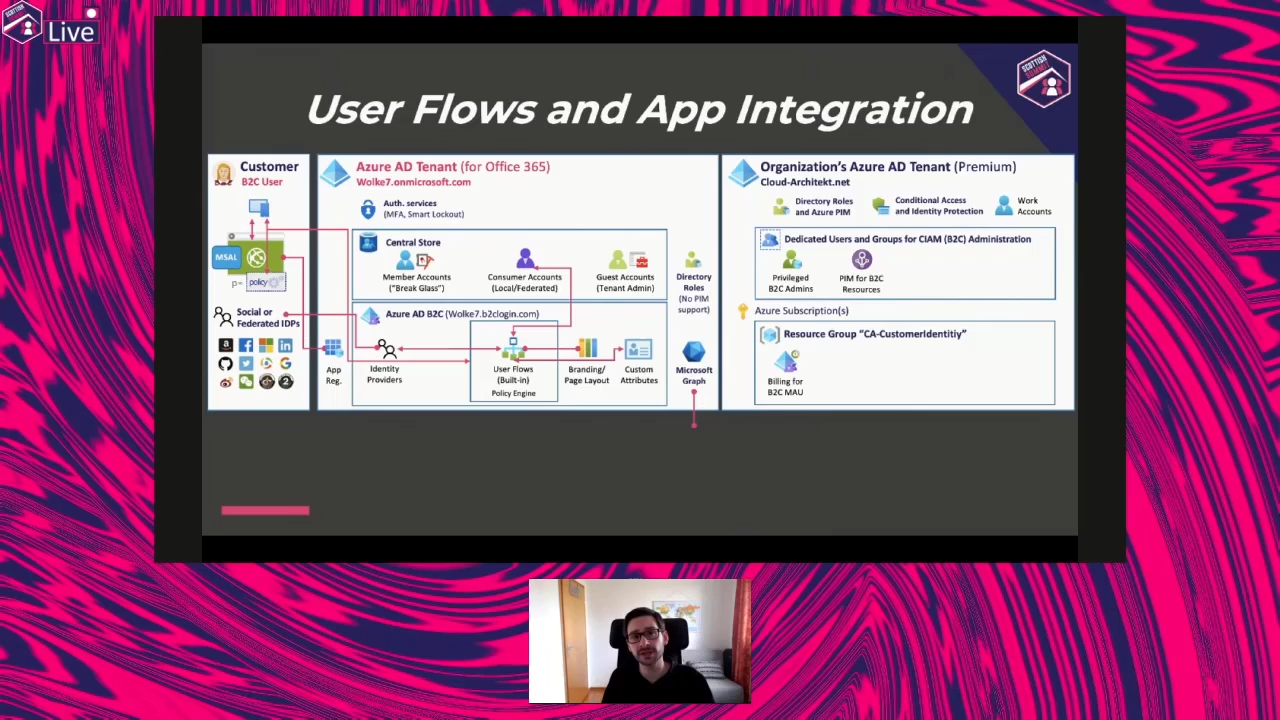 Live
SCOTTISH
SUMMIT
User Flows and App Integration
Customer
B2C User
MSAL
p=
policy
Social or
Federated IDPs
Azure AD Tenant (for Office 365)
Wolke7.onmicrosoft.com
Auth. services
(MFA, Smart Lockout)
Central Store
Member Accounts
("Break Glass")
Consumer Accounts
(Local/Federated)
Guest Accounts
(Tenant Admin)
Directory
Roles
(No PIM
support)
Azure AD B2C (Wolke7.b2clogin.com)
App
Reg.
Identity
Providers
User Flows
(Built-in)
Policy Engine
Branding/
Page Layout
Custom
Attributes
Microsoft
Graph
Organization's Azure AD Tenant (Premium)
Cloud-Architekt.net
Directory Roles
and Azure PIM
Conditional Access
and Identity Protection
Work
Accounts
Dedicated Users and Groups for CIAM (B2C) Administration
Privileged
B2C Admins
PIM for B2C
Resources
Azure Subscription(s)
Resource Group "CA-CustomerIdentitiy"
Billing for
B2C MAU